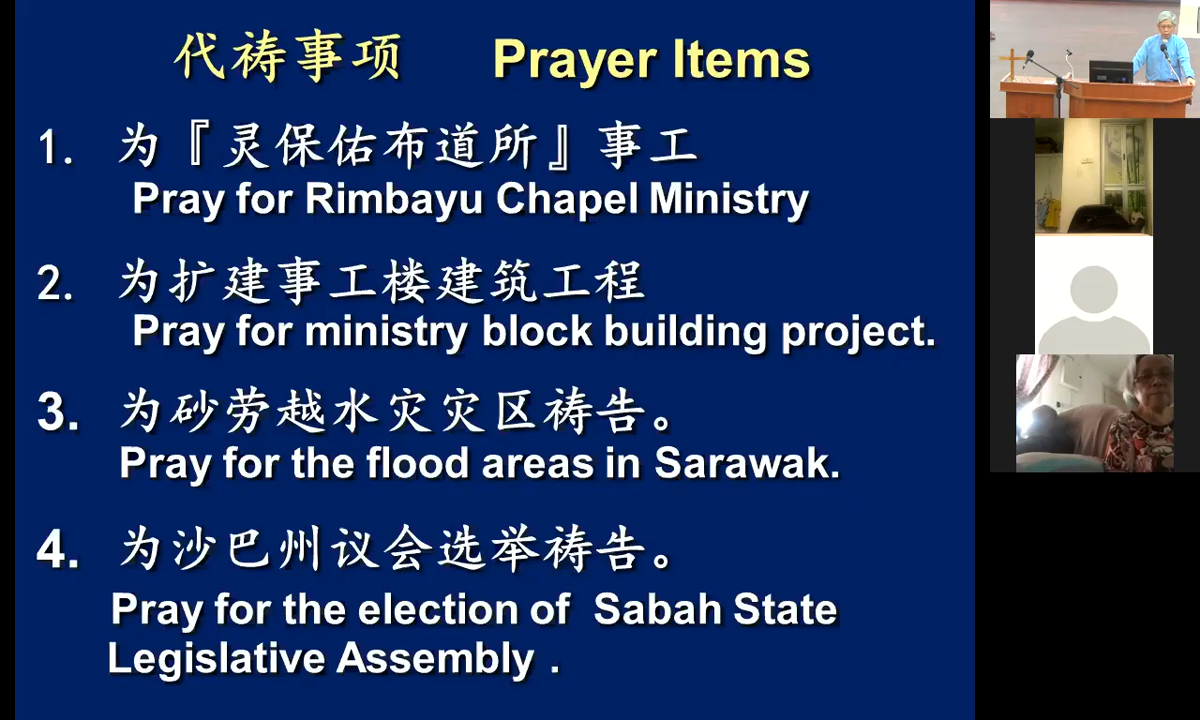 代祷事项 Prayer Items
1. 为『灵保佑布道所』事工
Pray for Rimbayu Chapel Ministry
2. 为扩建事工楼建筑工程
Pray for ministry block building project.
3. 为砂劳越水灾灾区祷告。
Pray for the flood areas in Sarawak.
4. 为沙巴州议会选举祷告。
Pray for the election of Sabah State
Legislative Assembly .